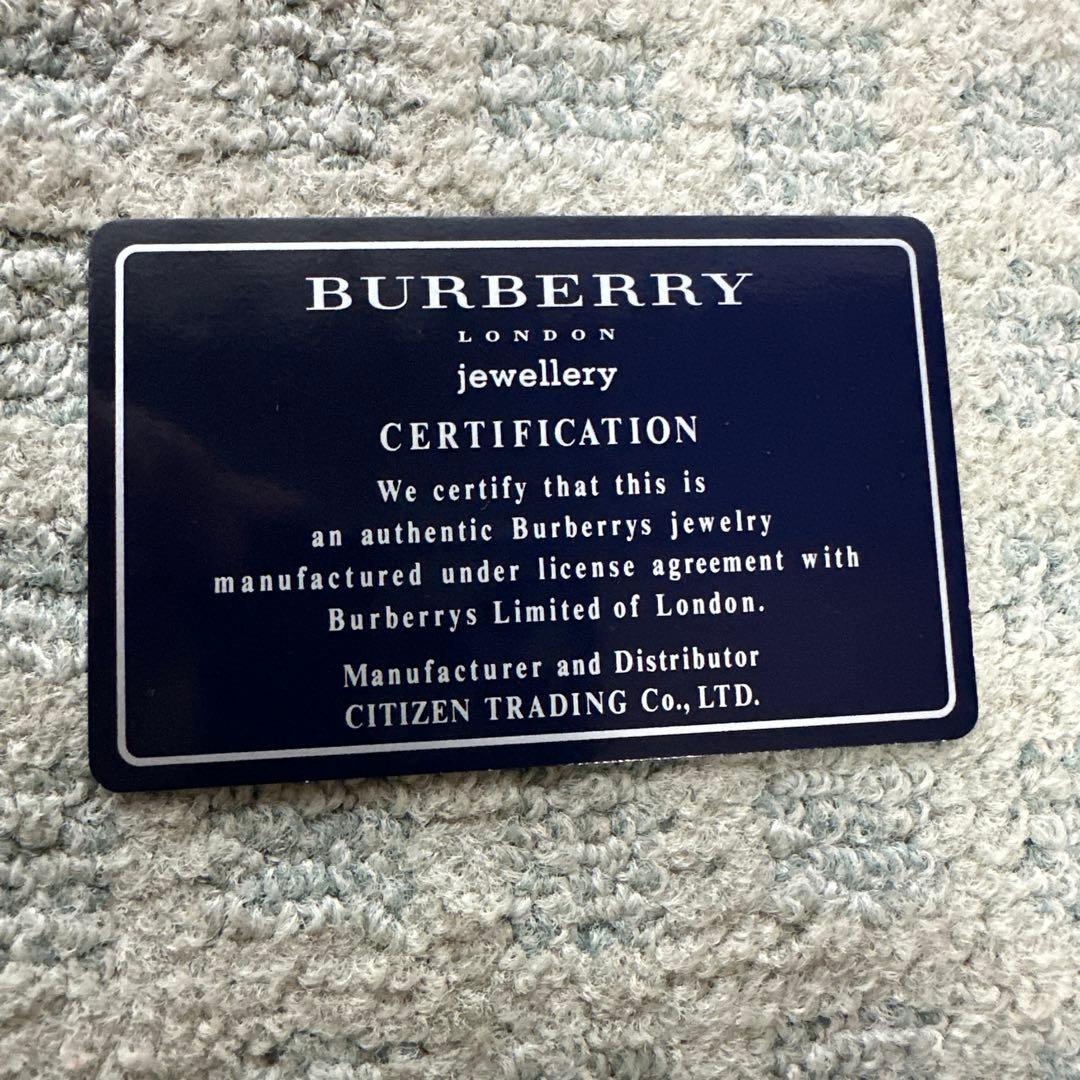 BURBERRY
LONDON
jewellery
CERTIFICATION
We certify that this is
an authentic Burberrys jewelry
manufactured under license agreement with
Burberrys Limited of London.
Manufacturer and Distributor
CITIZEN TRADING Co., LTD.